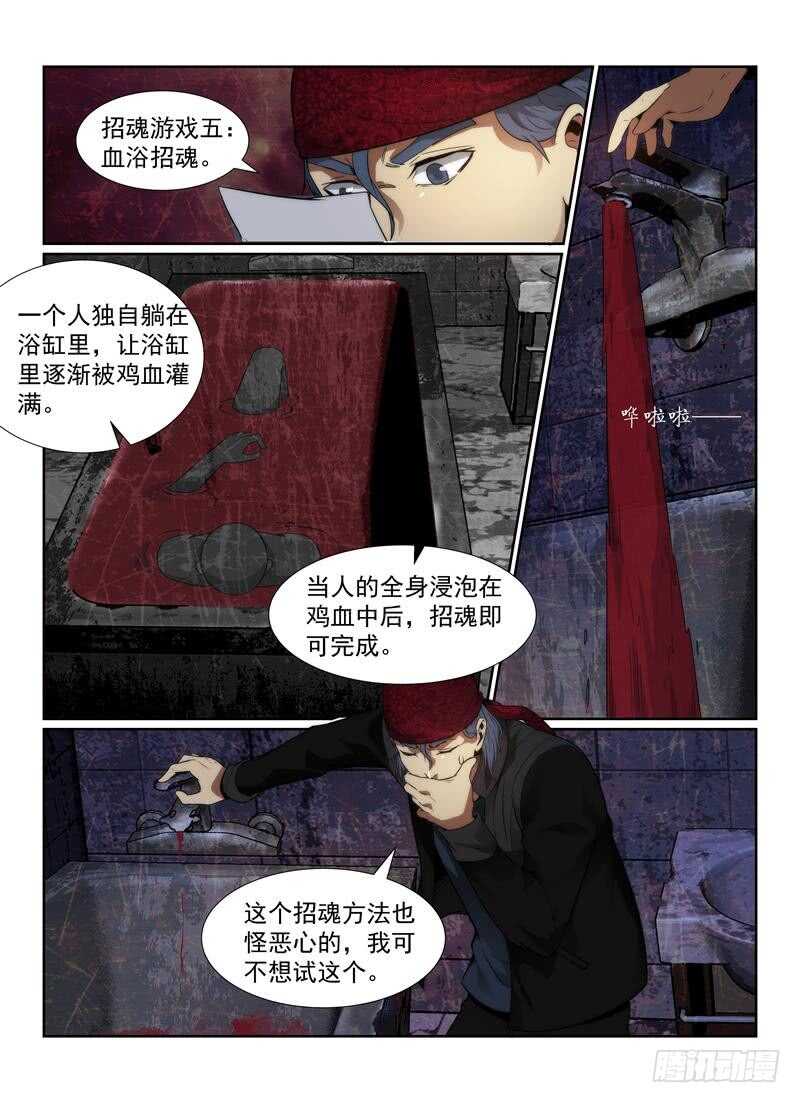 招魂游戏五：
血浴招魂。
一个人独自躺在
浴缸里，让浴缸
里逐渐被鸡血灌
满。
哗啦啦——
当人的全身浸泡在
鸡血中后，招魂即
可完成。
这个招魂方法也
怪恶心的，我可
不想试这个。
腾讯动漫